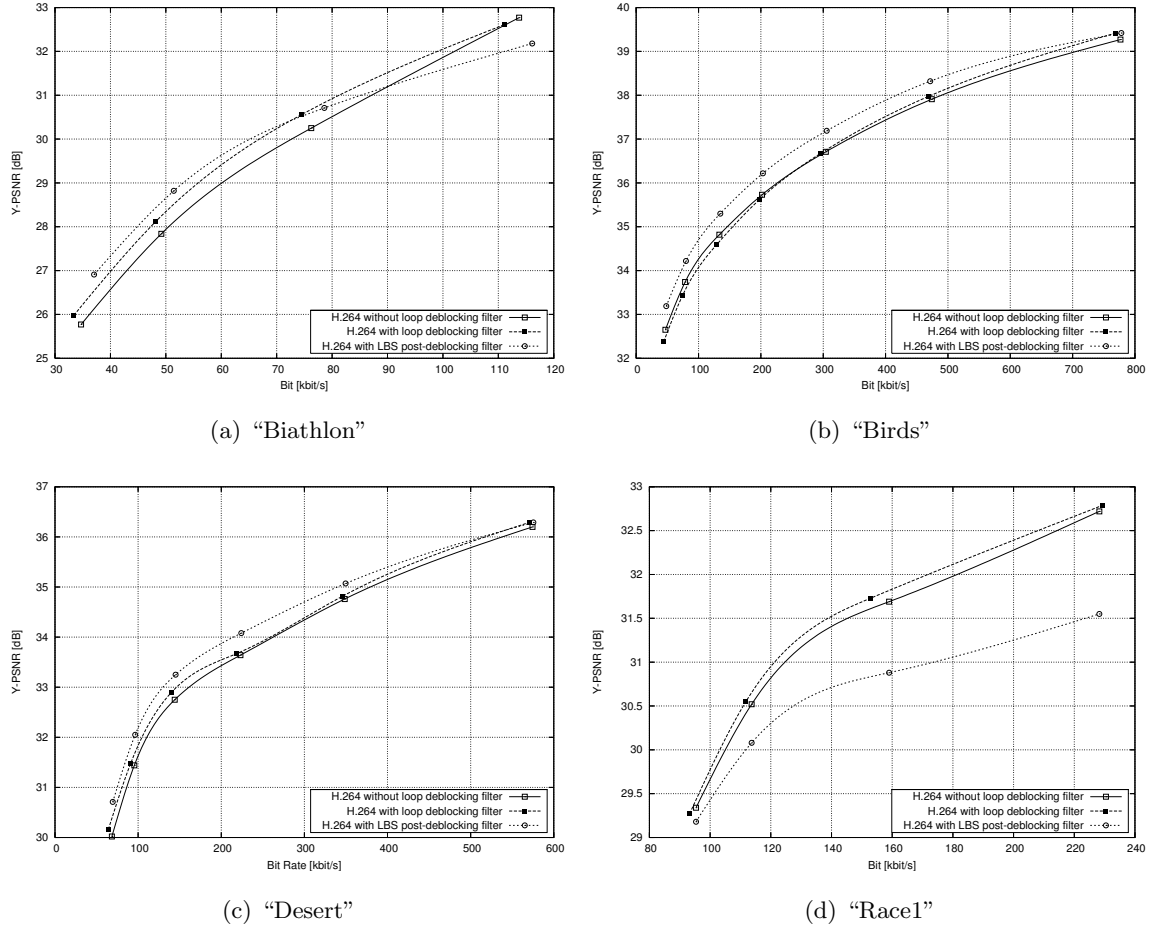 33
32
31
30
29
28
27
26
25
Y-PSNR [dB]
H.264 without loop deblocking filter
H.264 with loop deblocking filter
H.264 with LBS post-deblocking filter
30 40 50 60 70 80 90 100 110 120
Bit [kbit/s]
(a) “Biathlon”
40
39
38
37
36
35
34
33
32
Y-PSNR [dB]
H.264 without loop deblocking filter
H.264 with loop deblocking filter
H.264 with LBS post-deblocking filter
0 100 200 300 400 500 600 700 800
Bit [kbit/s]
(b) “Birds”
37
36
35
34
33
32
31
30
Y-PSNR [dB]
H.264 without loop deblocking filter
H.264 with loop deblocking filter
H.264 with LBS post-deblocking filter
0 100 200 300 400 500 600
Bit Rate [kbit/s]
(c) “Desert”
33
32.5
32
31.5
31
30.5
30
29.5
29
Y-PSNR [dB]
H.264 without loop deblocking filter
H.264 with loop deblocking filter
H.264 with LBS post-deblocking filter
80 100 120 140 160 180 200 220 240
Bit [kbit/s]
(d) “Race1”